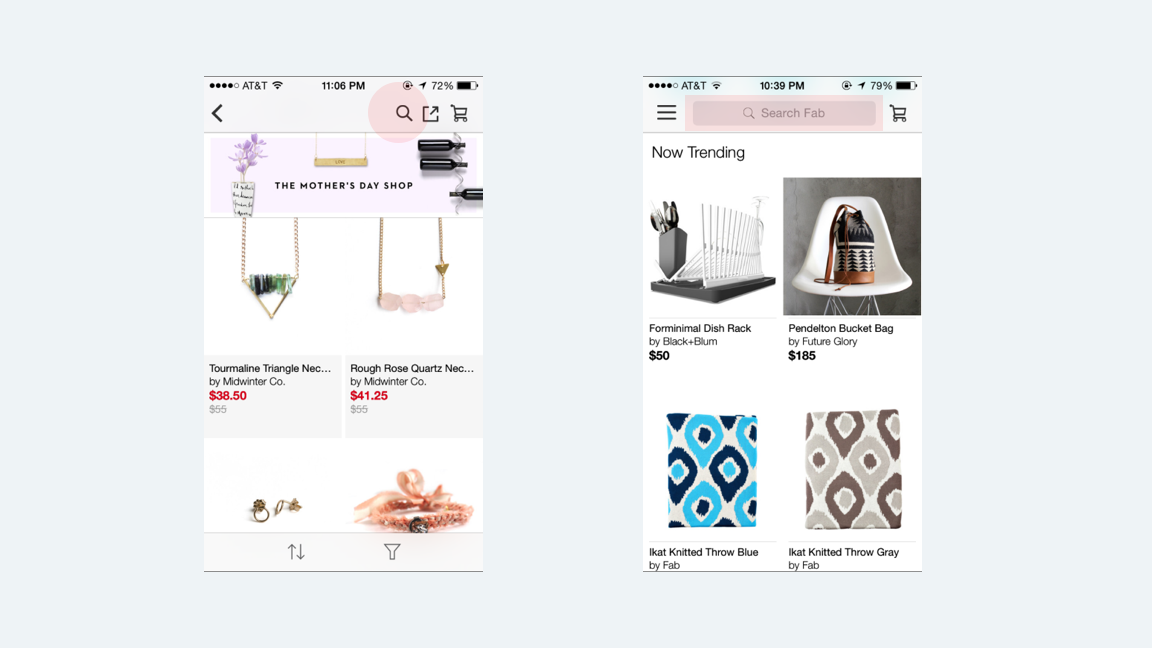 AT&T 11:06 PM 72%
LOVE
THE MOTHER'S DAY SHOP
Tourmaline Triangle Nec...
by Midwinter Co.
$38.50
$55
Rough Rose Quartz Nec...
by Midwinter Co.
$41.25
$55
AT&T 10:39 PM 79%
Search Fab
Now Trending
Forminimal Dish Rack
by Black+Blum
$50
Pendelton Bucket Bag
by Future Glory
$185
Ikat Knitted Throw Blue
by Fab
Ikat Knitted Throw Gray
by Fab